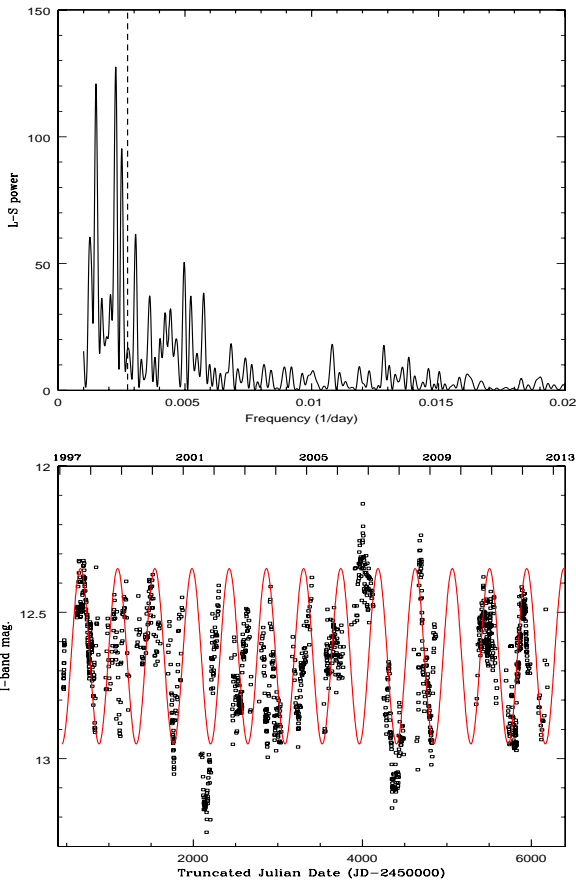 150
100
50
0
L-S power
0 0.005 0.01 0.015 0.02
Frequency (1/day)
1997 2001 2005 2009 2013
12
12.5
13
I-band mag.
2000 4000 6000
Truncated Julian Date (JD-2450000)